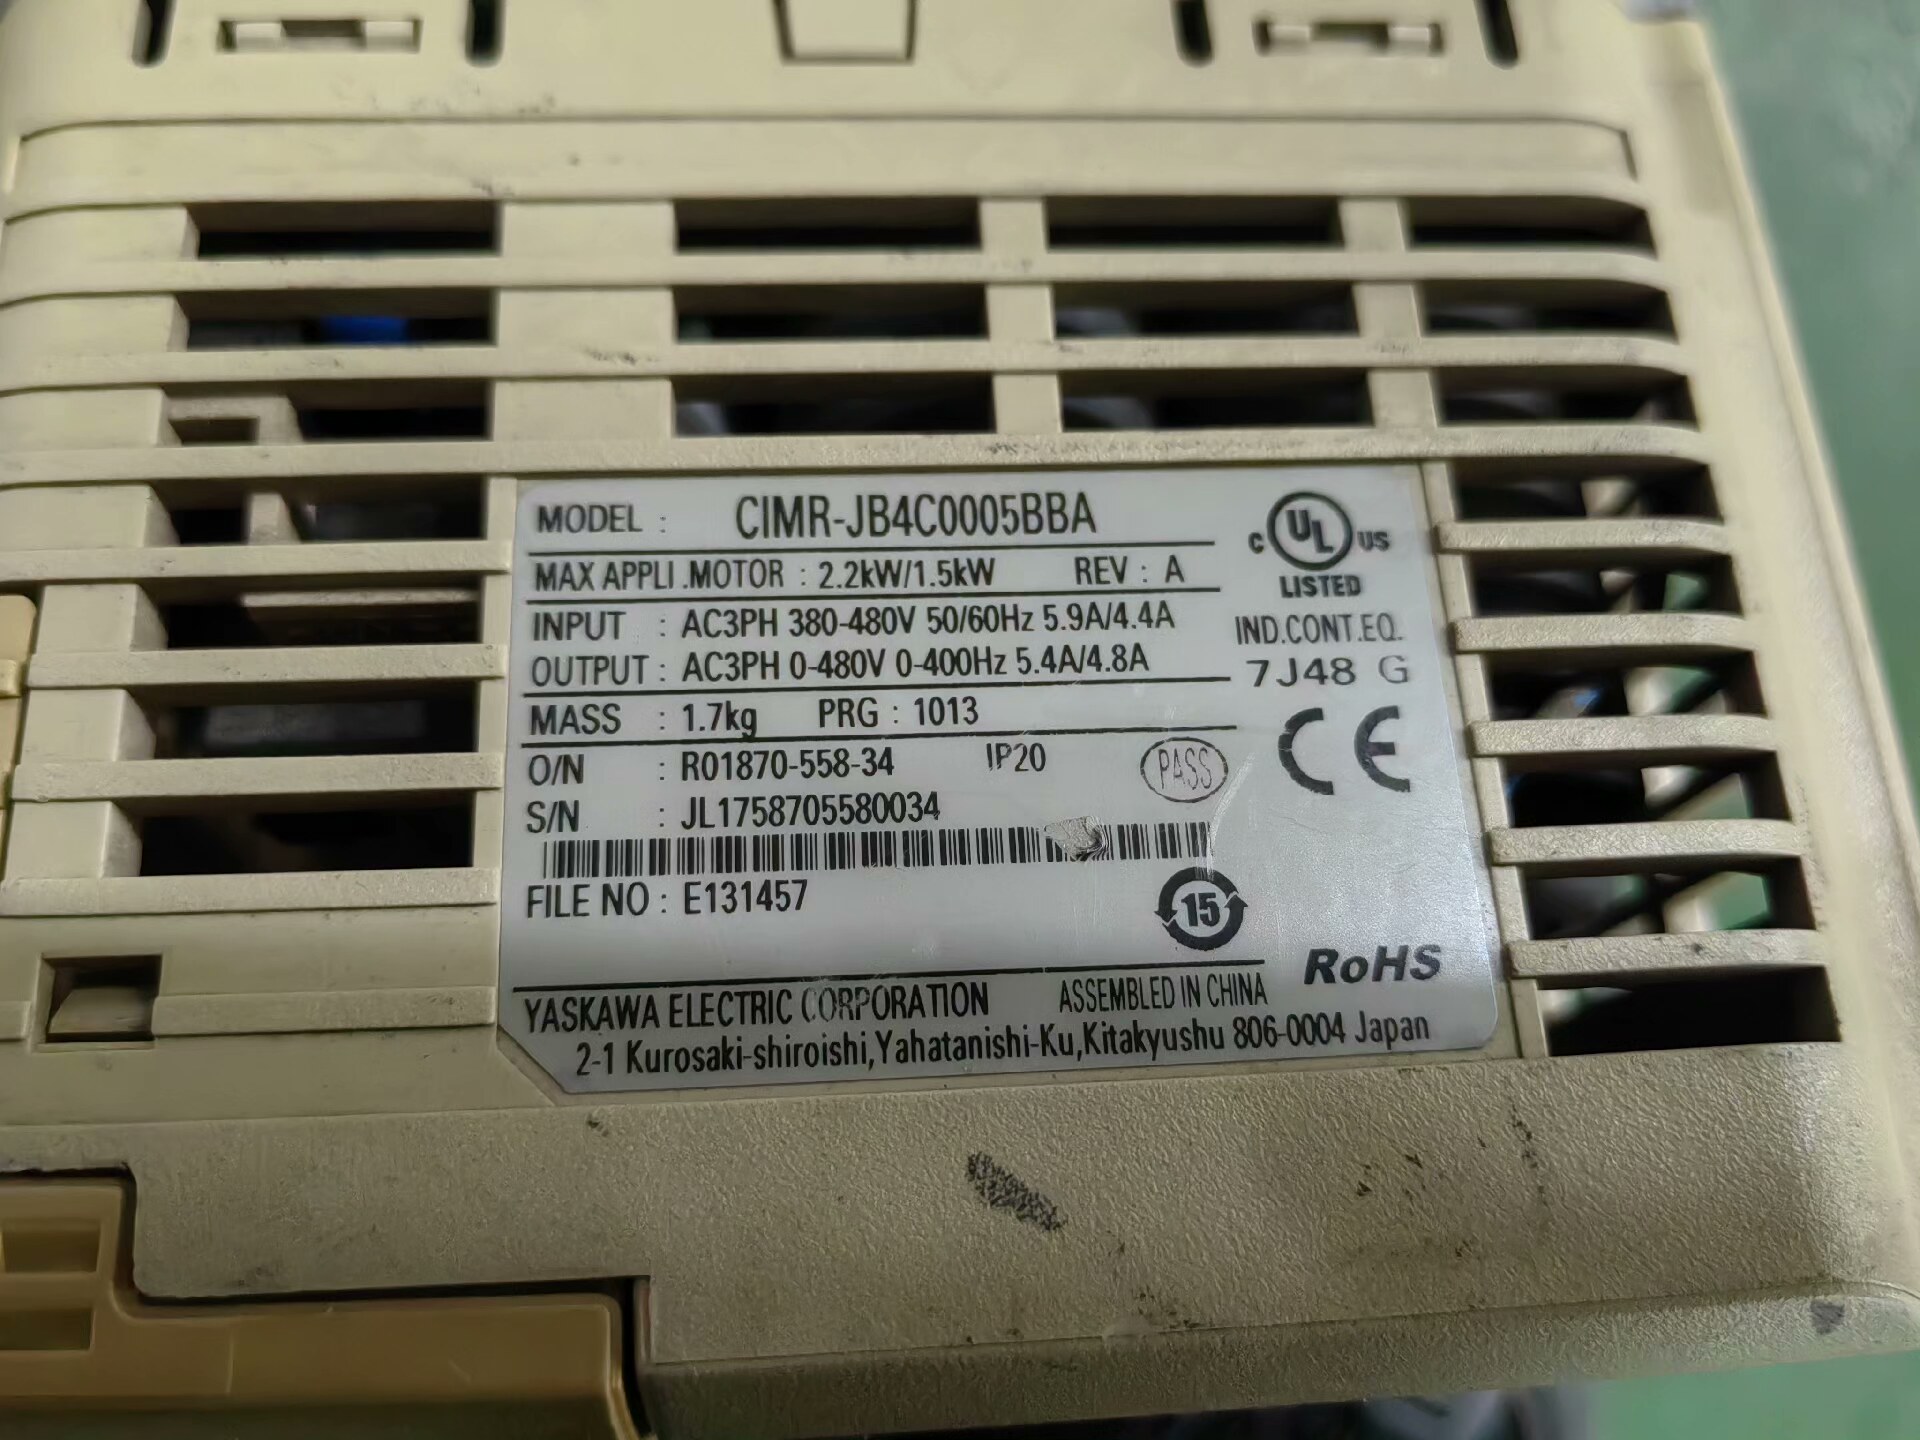 MODEL : CIMR-JB4C0005BBA
C UL US
LISTED
MAX APPLI.MOTOR : 2.2kW/1.5kW REV : A
INPUT : AC3PH 380-480V 50/60Hz 5.9A/4.4A
IND.CONT.EQ.
OUTPUT : AC3PH 0-480V 0-400Hz 5.4A/4.8A
7J48 G
MASS : 1.7kg PRG : 1013
CE
O/N : R01870-558-34 IP20
PASS
S/N : JL1758705580034
FILE NO : E131457
15
RoHS
YASKAWA ELECTRIC CORPORATION ASSEMBLED IN CHINA
2-1 Kurosaki-shiroishi,Yahatanishi-Ku,Kitakyushu 806-0004 Japan